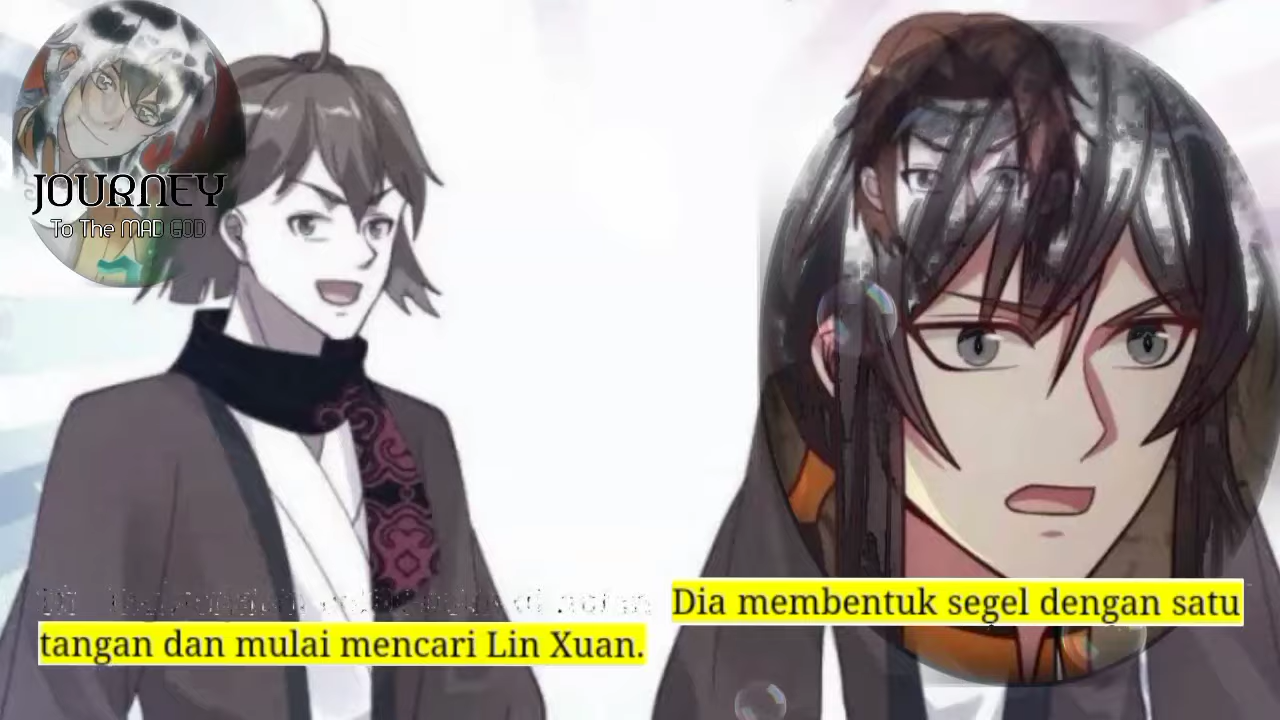 JOURNEY
To The MAD GOD
Dia membentuk segel dengan satu
tangan dan mulai mencari Lin Xuan.